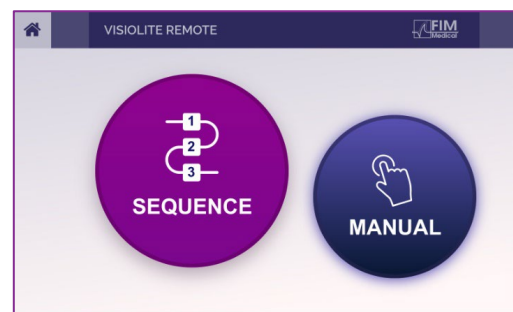 VISIOLITE REMOTE
FIM
Medical
1
2
3
SEQUENCE
MANUAL